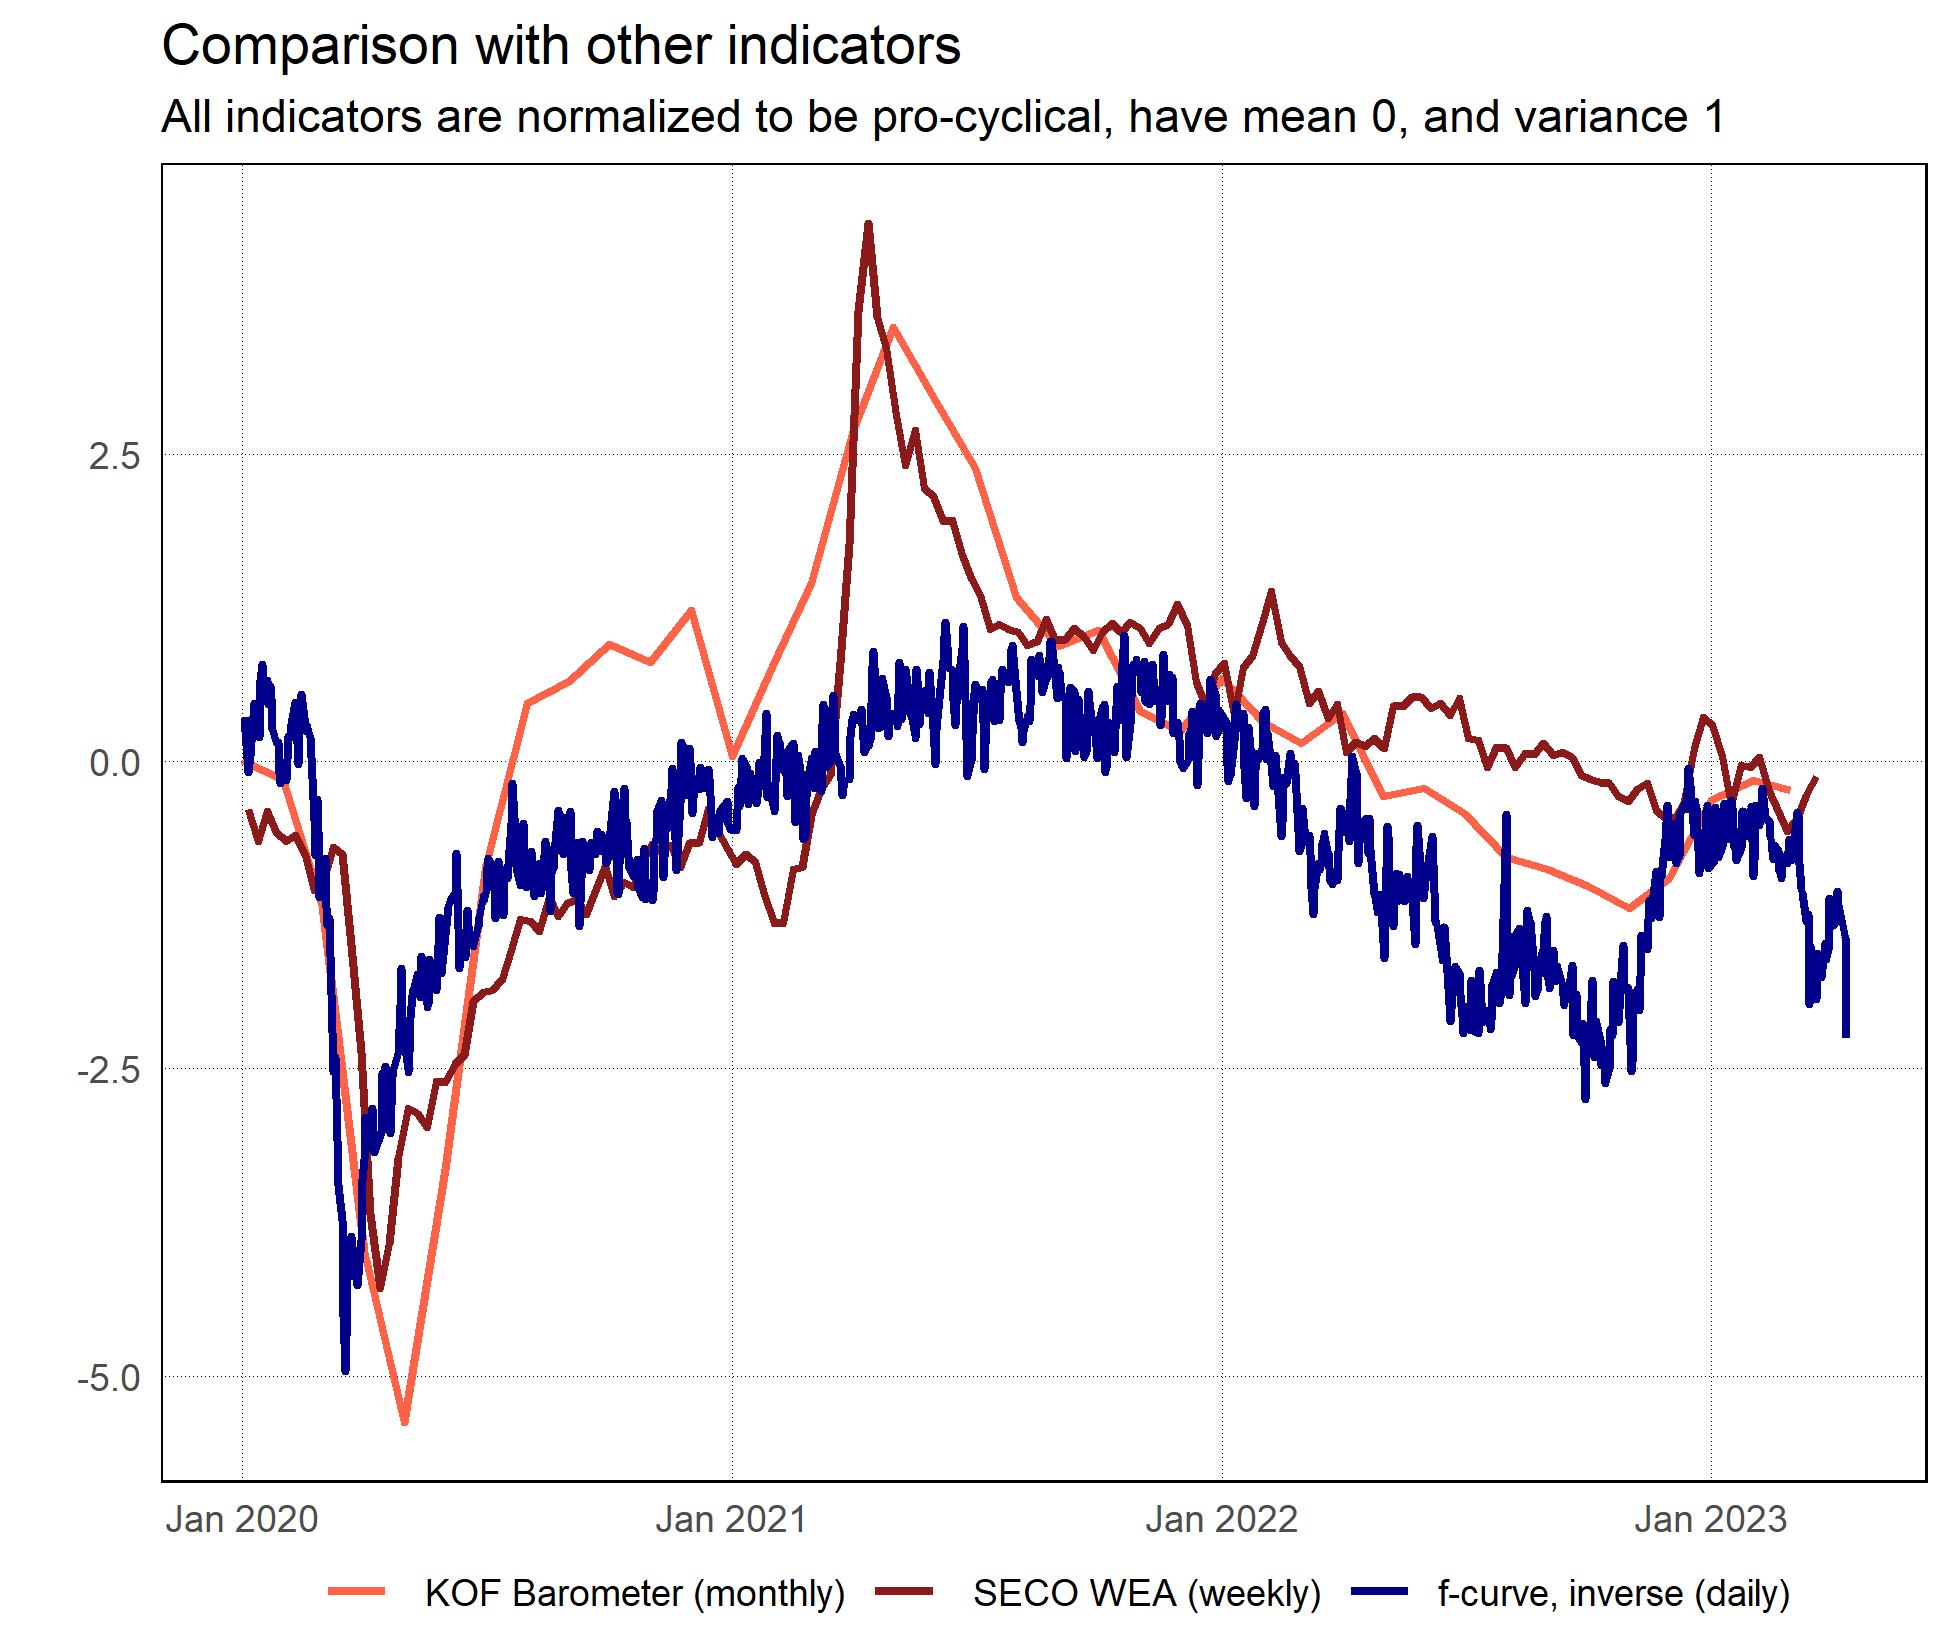 Comparison with other indicators
All indicators are normalized to be pro-cyclical, have mean 0, and variance 1
2.5
0.0
-2.5
-5.0
Jan 2020 Jan 2021 Jan 2022 Jan 2023
KOF Barometer (monthly) SECO WEA (weekly) f-curve, inverse (daily)